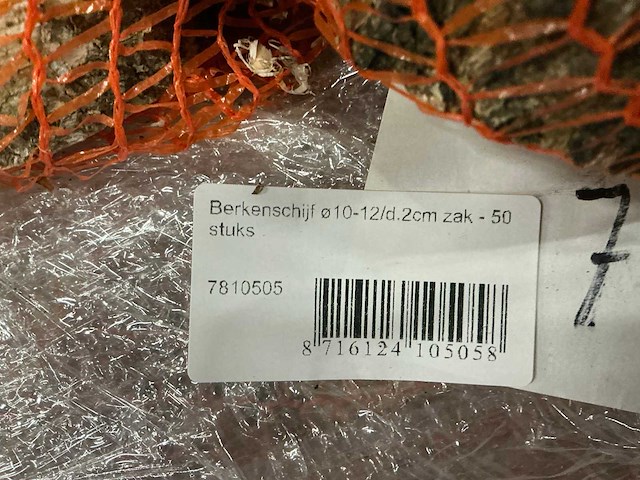 Berkenschijf ø10-12/d.2cm zak - 50
stuks
7810505
8 716124 105058
7